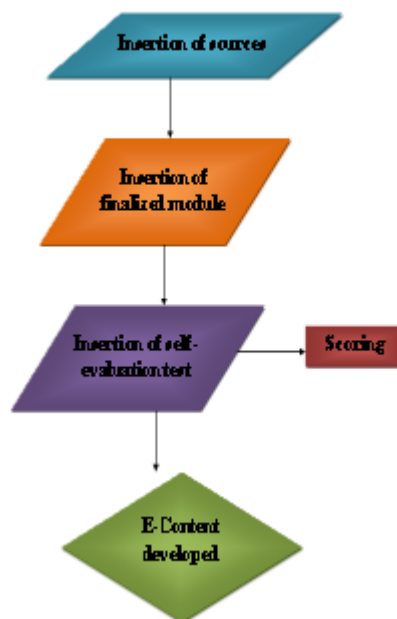 Insertion of sources
Insertion of
finalized module
Insertion of self-
evaluation test
Scoring
E-Content
developed